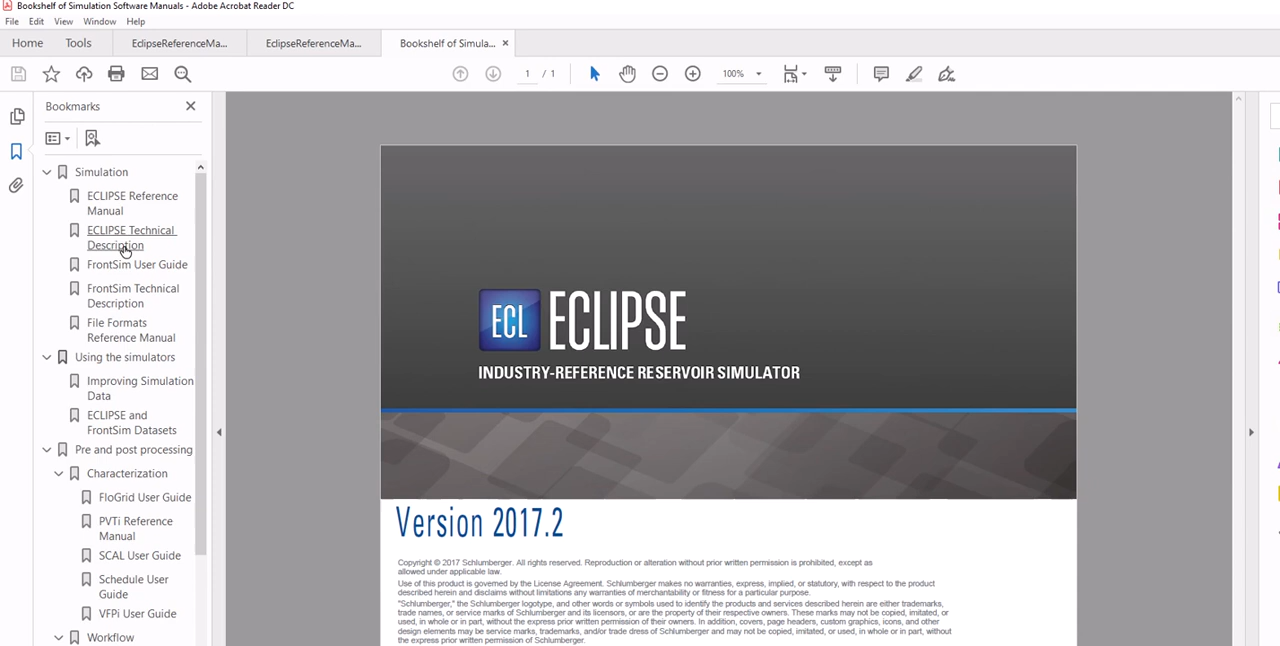 Bookshelf of Simulation Software Manuals - Adobe Acrobat Reader DC
File Edit View Window Help
Home Tools EclipseReferenceMa... EclipseReferenceMa... Bookshelf of Simula... ×
1 / 1 100%
Bookmarks
Simulation
ECLIPSE Reference
Manual
ECLIPSE Technical
Description
FrontSim User Guide
FrontSim Technical
Description
File Formats
Reference Manual
Using the simulators
Improving Simulation
Data
ECLIPSE and
FrontSim Datasets
Pre and post processing
Characterization
FloGrid User Guide
PVTi Reference
Manual
SCAL User Guide
Schedule User
Guide
VFPi User Guide
Workflow
ECL ECLIPSE
INDUSTRY-REFERENCE RESERVOIR SIMULATOR
Version 2017.2
Copyright © 2017 Schlumberger. All rights reserved. Reproduction or alteration without prior written permission is prohibited, except as
allowed under applicable law.
Use of this product is governed by the License Agreement. Schlumberger makes no warranties, express, implied, or statutory, with respect to the product
described herein and disclaims without limitation any warranties of merchantability or fitness for a particular purpose.
"Schlumberger," the Schlumberger logotype, and other words or symbols used to identify the products and services described herein are either trademarks,
trade names, or service marks of Schlumberger and its licensors, or are the property of their respective owners. These marks may not be copied, imitated, or
used, in whole or in part, without the express prior written permission of their owners. In addition, covers, page headers, custom graphics, icons, and other
design elements may be service marks, trademarks, and/or trade dress of Schlumberger and may not be copied, imitated, or used, in whole or in part, without
the express prior written permission of Schlumberger.